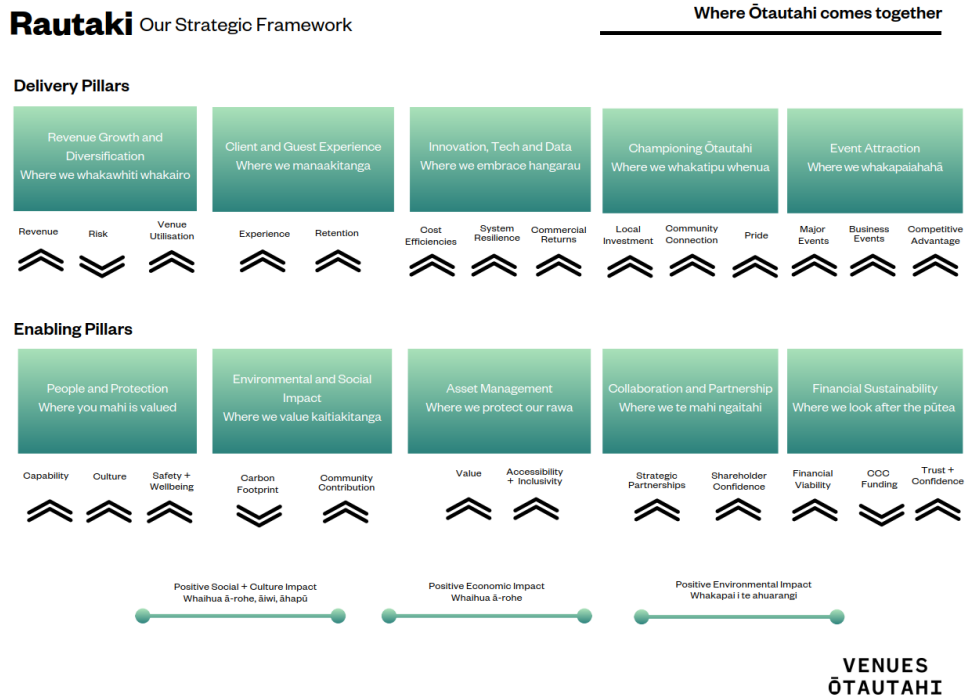 Rautaki Our Strategic Framework
Where Ōtautahi comes together
Delivery Pillars
Revenue Growth and
Diversification
Where we whakawhiti whakairo
Client and Guest Experience
Where we manaakitanga
Innovation, Tech and Data
Where we embrace hangarau
Championing Ōtautahi
Where we whakatipu whenua
Event Attraction
Where we whakapaiahahā
Revenue
Risk
Venue
Utilisation
Experience
Retention
Cost
Efficiencies
System
Resilience
Commercial
Returns
Local
Investment
Community
Connection
Pride
Major
Events
Business
Events
Competitive
Advantage
Enabling Pillars
People and Protection
Where you mahi is valued
Environmental and Social
Impact
Where we value kaitiakitanga
Asset Management
Where we protect our rawa
Collaboration and Partnership
Where we te mahi ngaitahi
Financial Sustainability
Where we look after the pūtea
Capability
Culture
Safety +
Wellbeing
Carbon
Footprint
Community
Contribution
Value
Accessibility
+ Inclusivity
Strategic
Partnerships
Shareholder
Confidence
Financial
Viability
CCC
Funding
Trust +
Confidence
Positive Social + Culture Impact
Whaihua ā-rohe, āiwi, āhapū
Positive Economic Impact
Whaihua ā-rohe
Positive Environmental Impact
Whakapai i te ahuarangi
VENUES
ŌTAUTAHI